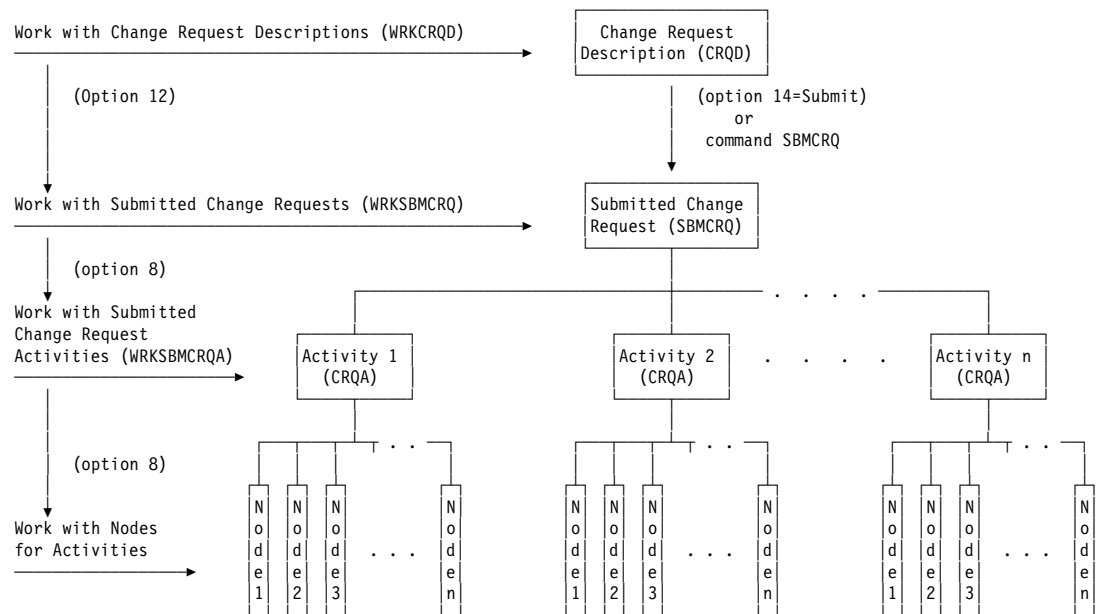 Work with Change Request Descriptions (WRKCRQD)
Change Request
Description (CRQD)
(Option 12)
(option 14=Submit)
or
command SBMCRQ
Work with Submitted Change Requests (WRKSBMCRQ)
Submitted Change
Request (SBMCRQ)
(option 8)
. . . .
Work with Submitted
Change Request
Activities (WRKSBMCRQA)
Activity 1
(CRQA)
Activity 2
(CRQA)
. . . .
Activity n
(CRQA)
(option 8)
. .
. .
. .
Work with Nodes
for Activities
Node1
Node2
Node3
. . .
Noden
Node1
Node2
Node3
. . .
Noden
Node1
Node2
Node3
. . .
Noden